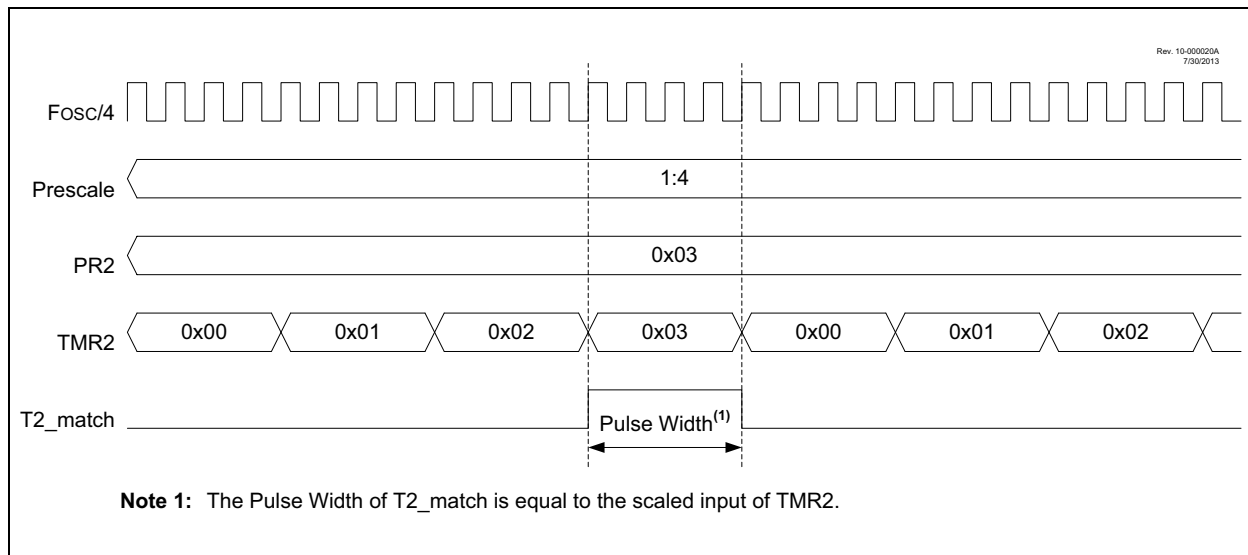 Rev. 10-000020A
7/30/2013
Fosc/4
Prescale
1:4
PR2
0x03
TMR2
0x00
0x01
0x02
0x03
0x00
0x01
0x02
T2_match
Pulse Width(1)
Note 1: The Pulse Width of T2_match is equal to the scaled input of TMR2.